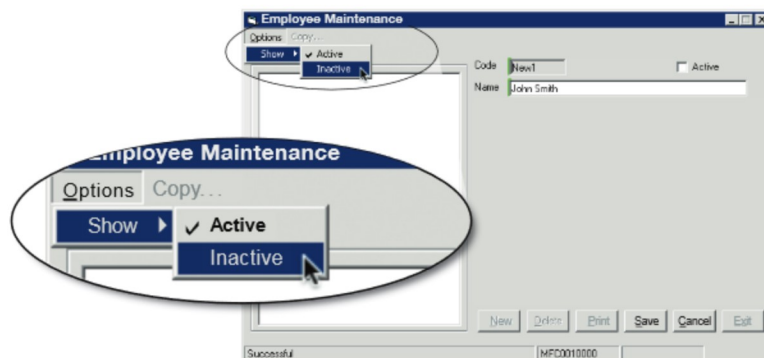 Employee Maintenance
Options Copy...
Show Active
Inactive
Code New1 Active
Name John Smith
Employee Maintenance
Options Copy...
Show Active
Inactive
New Delete Print Save Cancel Exit
Successful MFC0010000